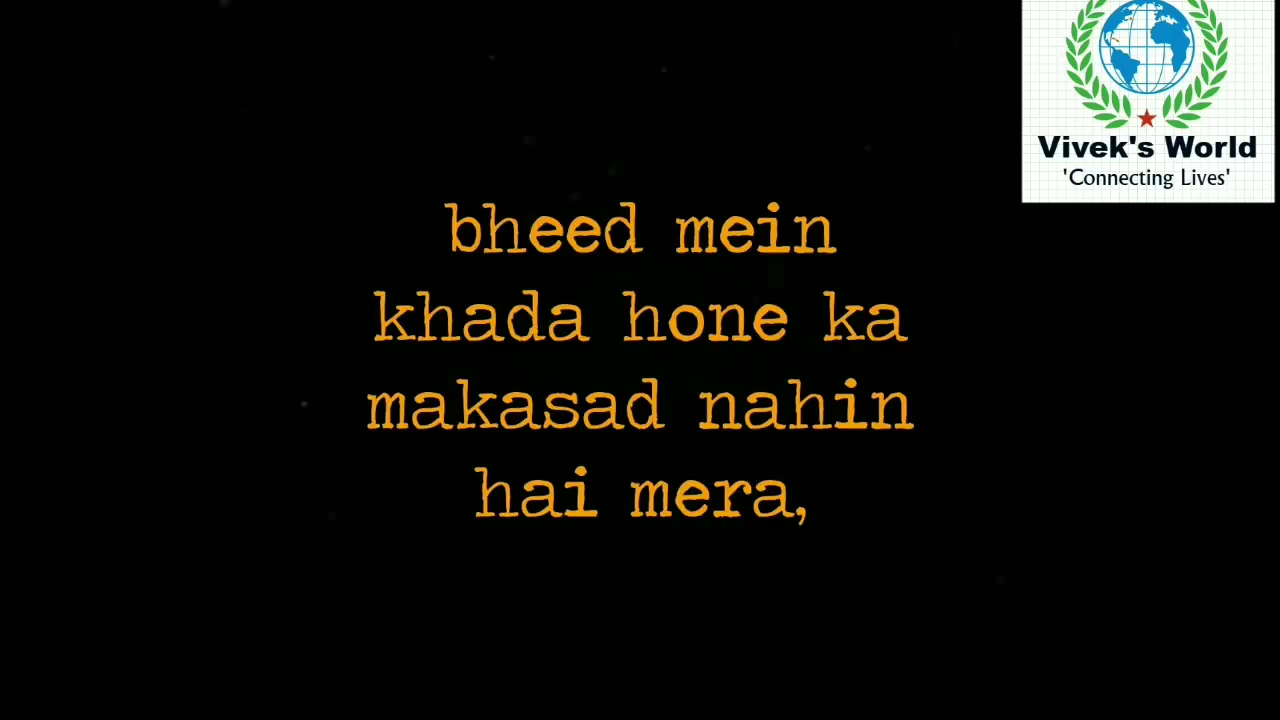 Vivek's World
'Connecting Lives'
bheed mein
khada hone ka
makasad nahin
hai mera,